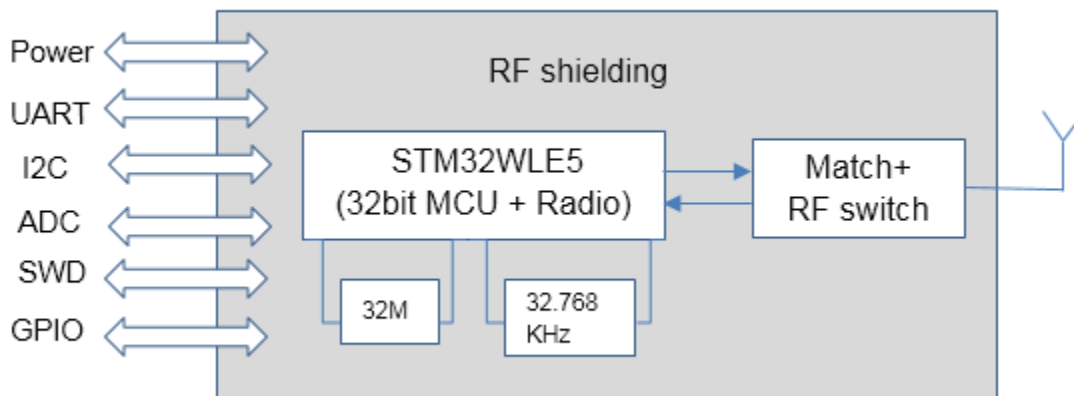 Power
UART
I2C
ADC
SWD
GPIO
RF shielding
STM32WLE5
(32bit MCU + Radio)
32M
32.768
KHz
Match+
RF switch